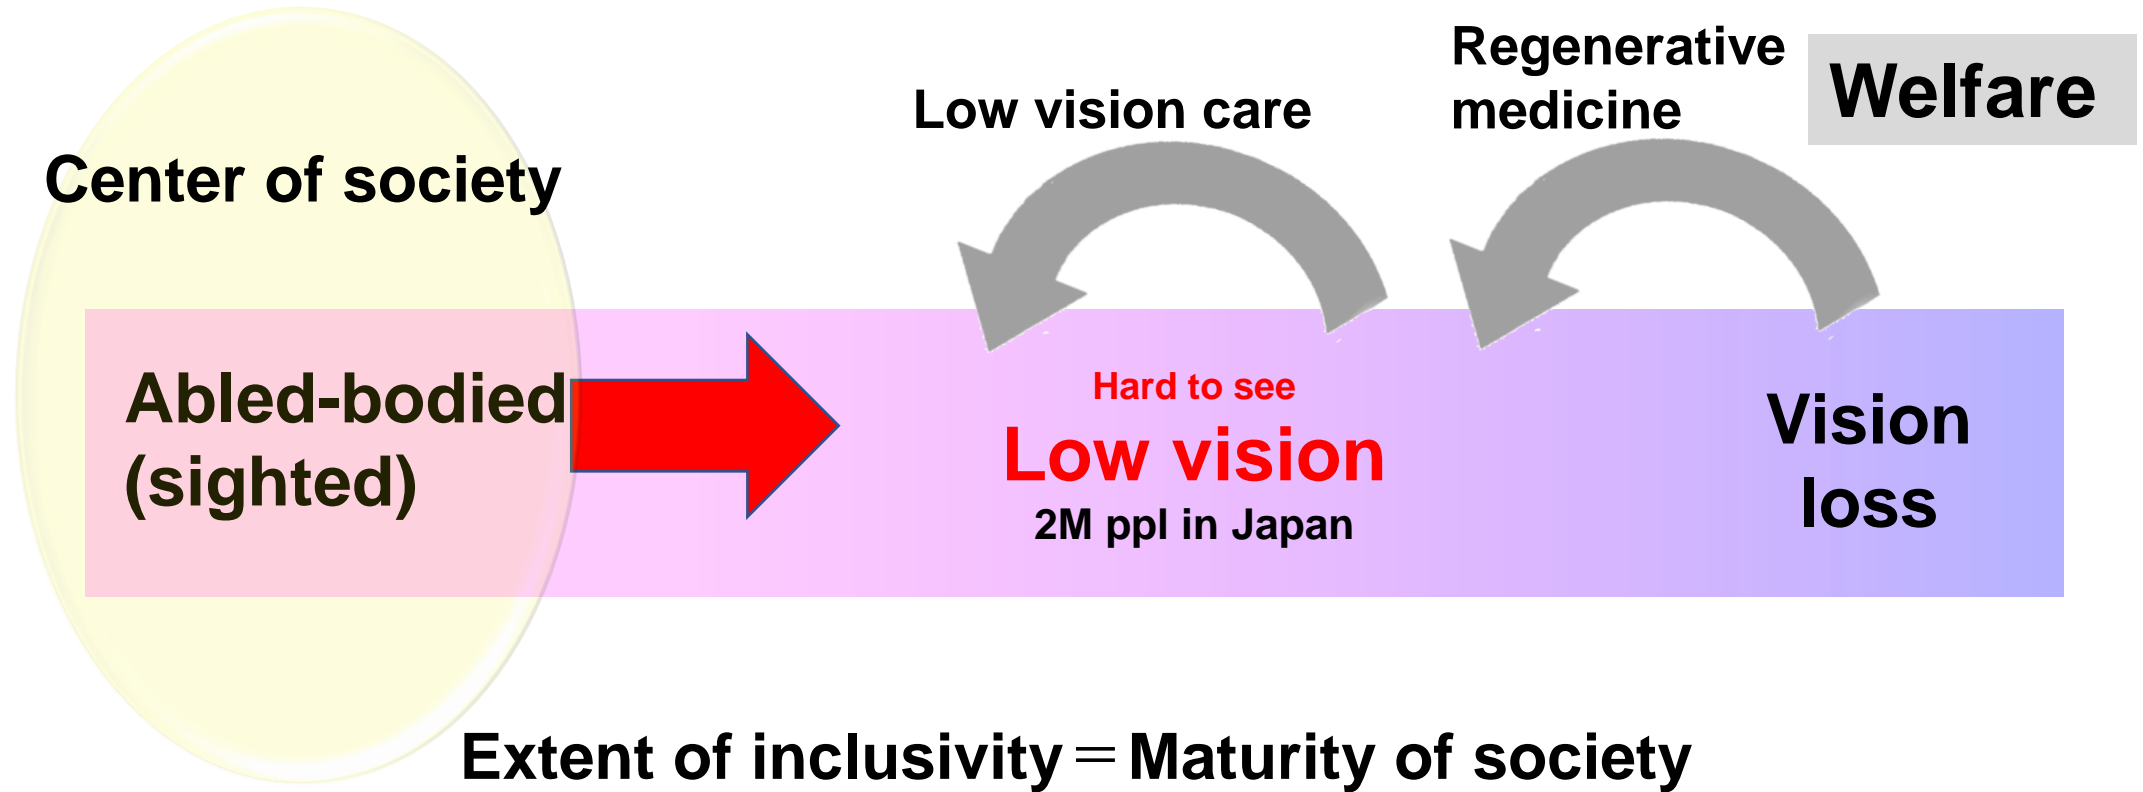 Regenerative
medicine
Welfare
Low vision care
Center of society
Abled-bodied
(sighted)
Hard to see
Low vision
2M ppl in Japan
Vision
loss
Extent of inclusivity＝Maturity of society